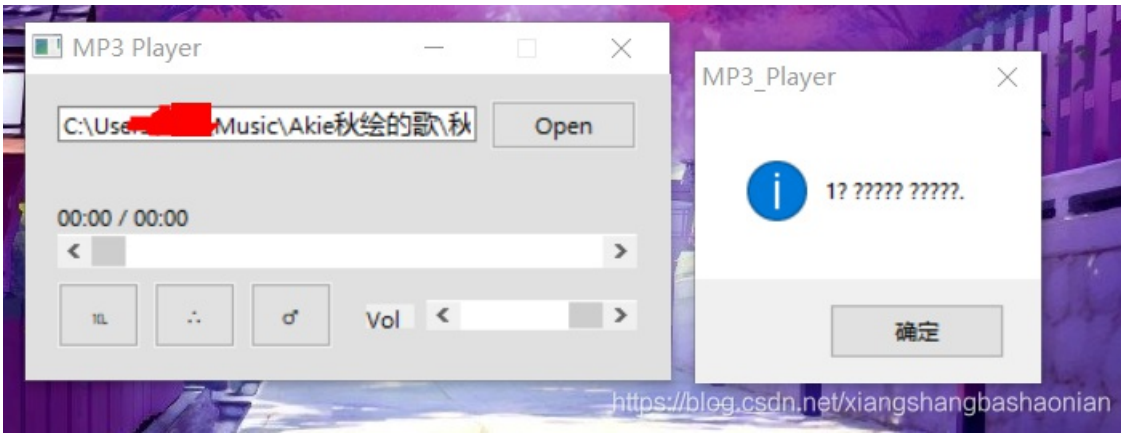 MP3 Player
C:\Users Music\Akie秋绘的歌\秋
Open
00:00 / 00:00
Vol
MP3_Player
1? ????? ?????.
确定
https://blog.csdn.net/xiangshangbashaonian